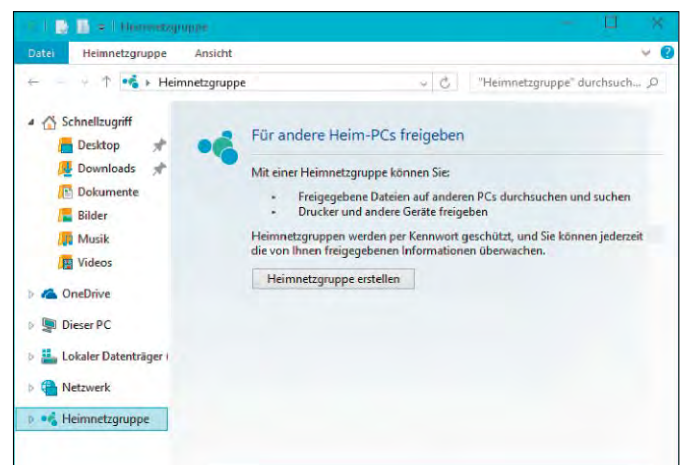 Heimnetzgruppe
Datei Heimnetzgruppe Ansicht
Heimnetzgruppe "Heimnetzgruppe" durchsuch...
Schnellzugriff
Desktop
Downloads
Dokumente
Bilder
Musik
Videos
OneDrive
Dieser PC
Lokaler Datenträger
Netzwerk
Heimnetzgruppe
Für andere Heim-PCs freigeben
Mit einer Heimnetzgruppe können Sie:
• Freigegebene Dateien auf anderen PCs durchsuchen und suchen
• Drucker und andere Geräte freigeben
Heimnetzgruppen werden per Kennwort geschützt, und Sie können jederzeit
die von Ihnen freigegebenen Informationen überwachen.
Heimnetzgruppe erstellen